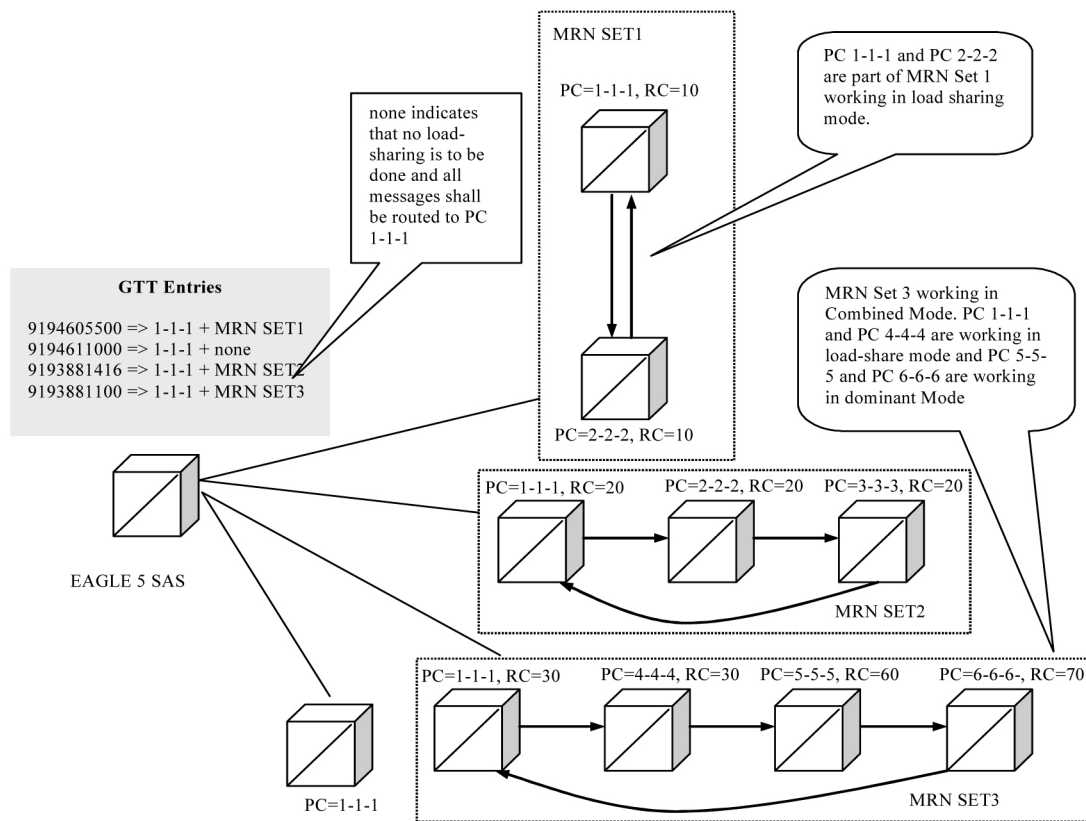 MRN SET1
PC=1-1-1, RC=10
PC=2-2-2, RC=10
PC 1-1-1 and PC 2-2-2
are part of MRN Set 1
working in load sharing
mode.
none indicates
that no load-
sharing is to be
done and all
messages shall
be routed to PC
1-1-1
GTT Entries
9194605500 => 1-1-1 + MRN SET1
9194611000 => 1-1-1 + none
9193881416 => 1-1-1 + MRN SET2
9193881100 => 1-1-1 + MRN SET3
MRN Set 3 working in
Combined Mode. PC 1-1-1
and PC 4-4-4 are working in
load-share mode and PC 5-5-
5 and PC 6-6-6 are working
in dominant Mode
EAGLE 5 SAS
PC=1-1-1, RC=20
PC=2-2-2, RC=20
PC=3-3-3, RC=20
MRN SET2
PC=1-1-1, RC=30
PC=4-4-4, RC=30
PC=5-5-5, RC=60
PC=6-6-6-, RC=70
MRN SET3
PC=1-1-1